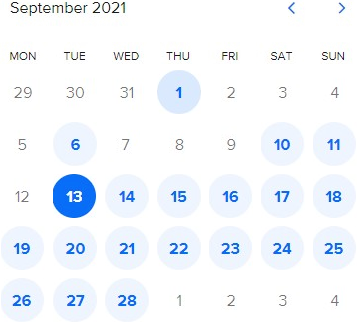 September 2021
MON TUE WED THU FRI SAT SUN
29 30 31 1 2 3 4
5 6 7 8 9 10 11
12 13 14 15 16 17 18
19 20 21 22 23 24 25
26 27 28 1 2 3 4